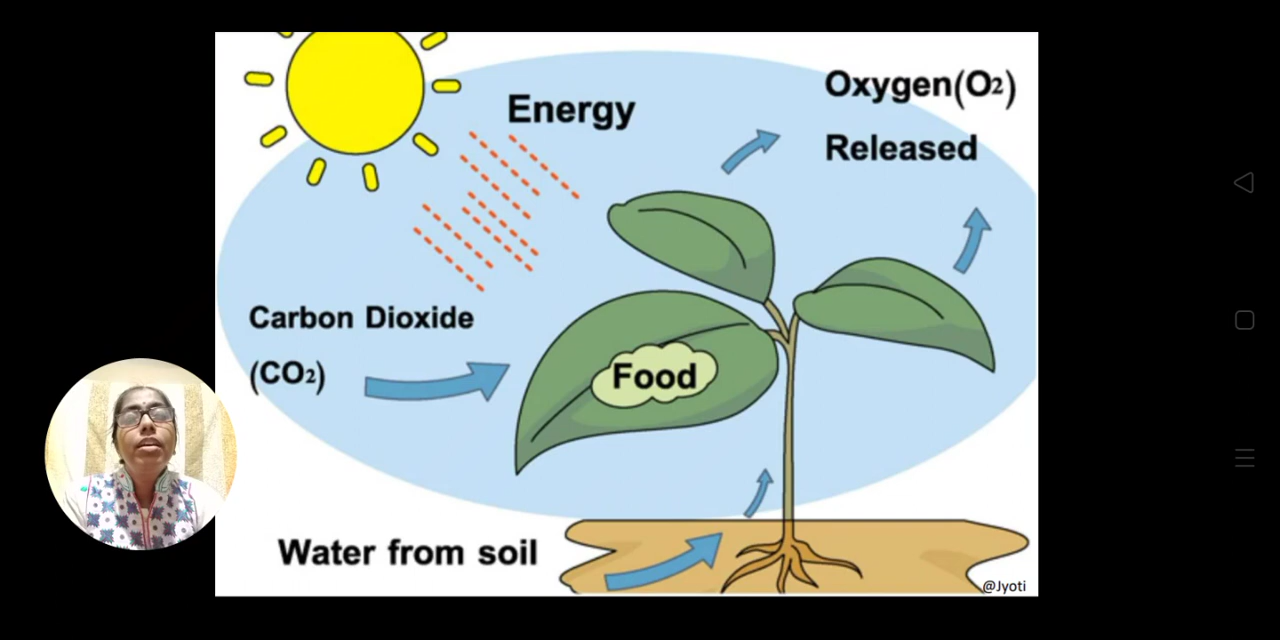 Energy
Oxygen(O2)
Released
Carbon Dioxide
(CO2)
Food
Water from soil
@Jyoti